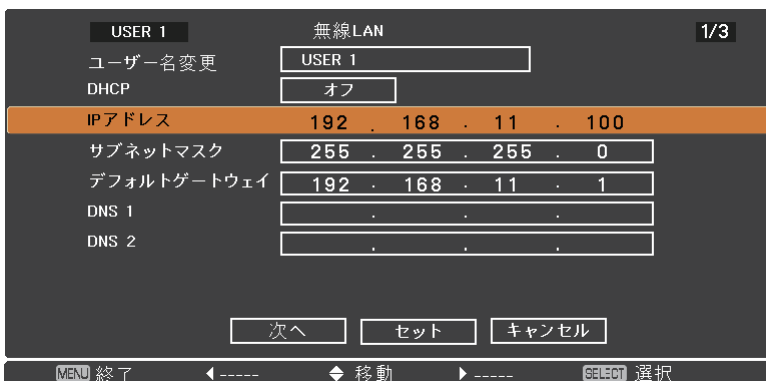 USER 1 無線LAN 1/3
ユーザー名変更 USER 1
DHCP オフ
IPアドレス 192 . 168 . 11 . 100
サブネットマスク 255 . 255 . 255 . 0
デフォルトゲートウェイ 192 . 168 . 11 . 1
DNS 1 . . .
DNS 2 . . .
次へ セット キャンセル
MENU 終了 ◀ ----- ◆ 移動 ▶ ----- SELECT 選択